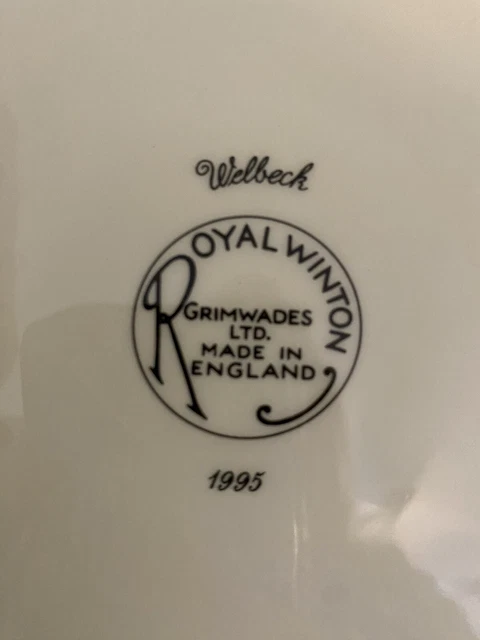 Welbeck
ROYAL WINTON
GRIMWADES
LTD.
MADE IN
ENGLAND
1995